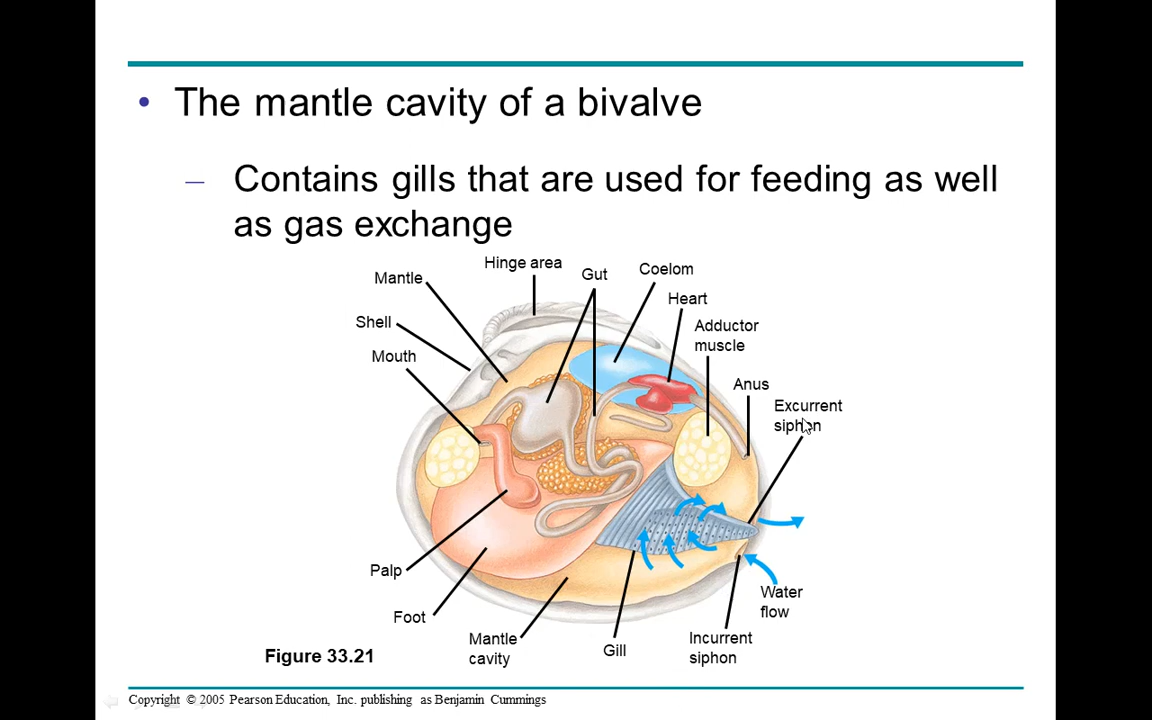 • The mantle cavity of a bivalve
– Contains gills that are used for feeding as well
as gas exchange
Hinge area
Coelom
Mantle
Gut
Heart
Shell
Adductor
muscle
Mouth
Anus
Excurrent
siphon
Palp
Foot
Water
flow
Mantle
cavity
Gill
Incurrent
siphon
Figure 33.21
Copyright © 2005 Pearson Education, Inc. publishing as Benjamin Cummings